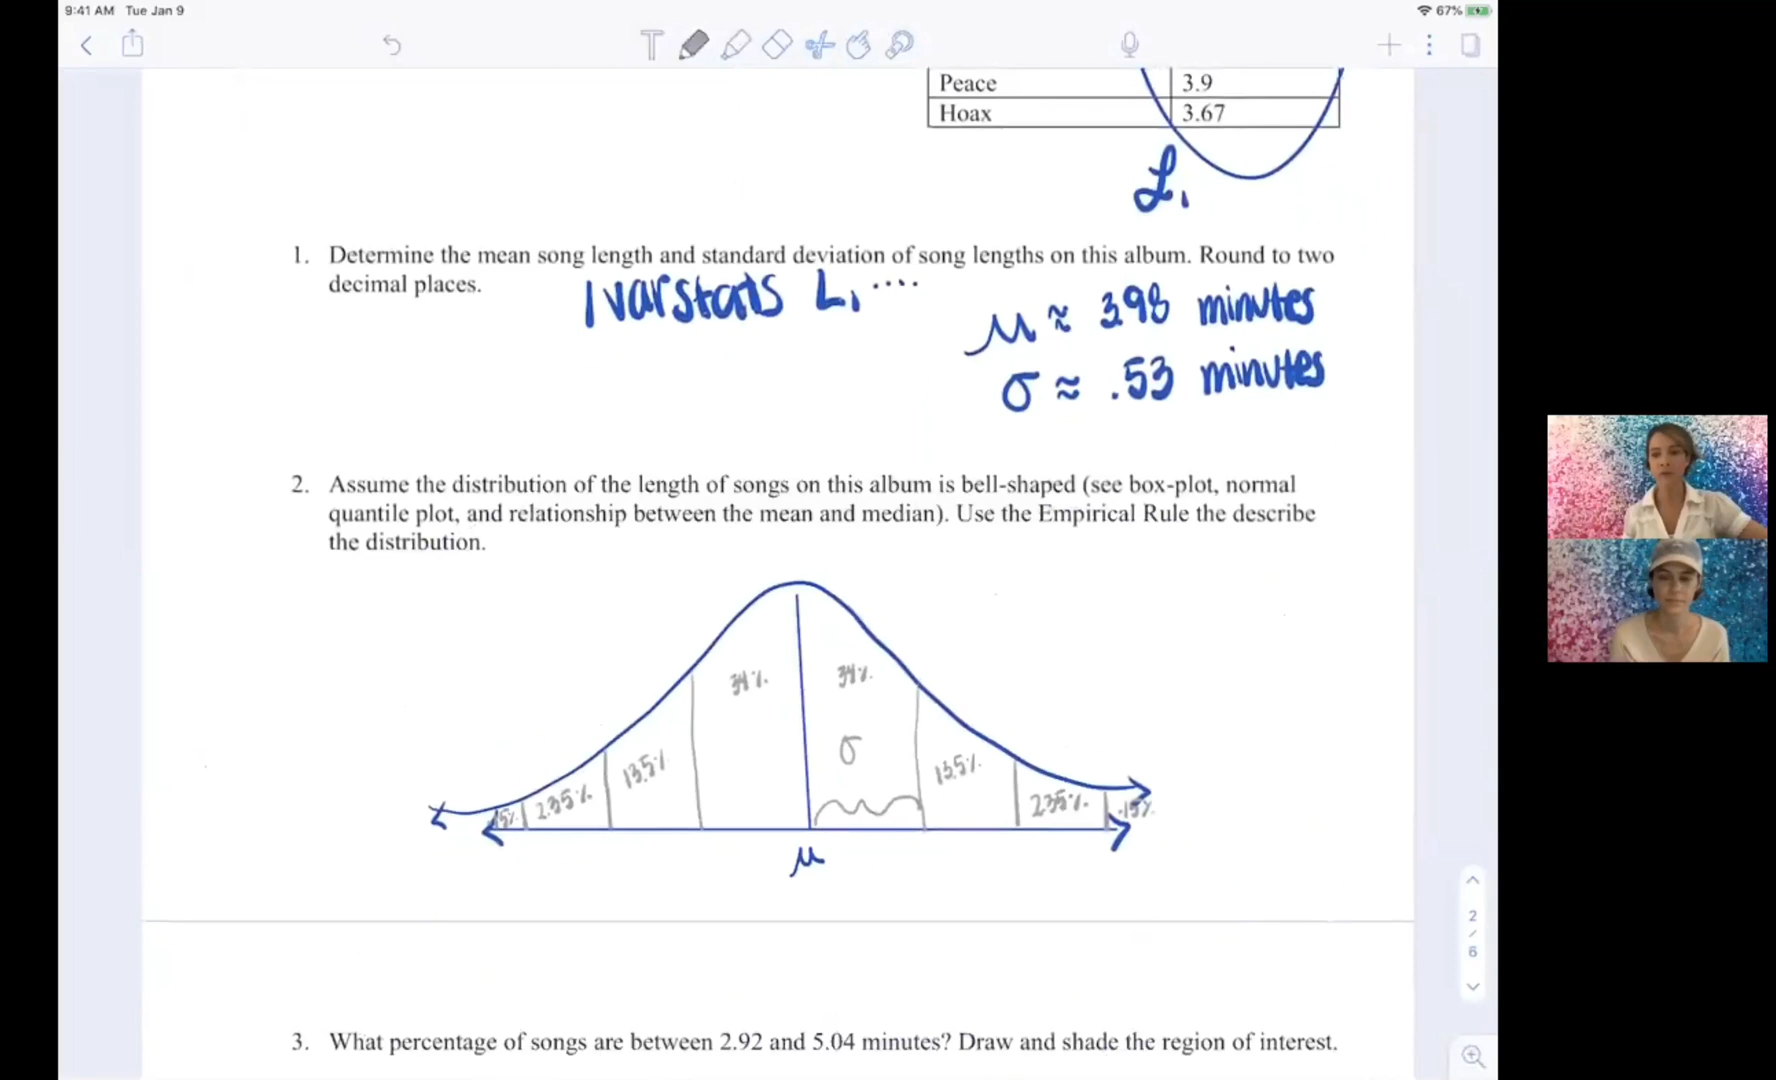 9:41 AM Tue Jan 9
67%
T
Peace 3.9
Hoax 3.67
L1
1. Determine the mean song length and standard deviation of song lengths on this album. Round to two
decimal places.
1 var stats L1 ....
μ ≈ 3.98 minutes
σ ≈ .53 minutes
2. Assume the distribution of the length of songs on this album is bell-shaped (see box-plot, normal
quantile plot, and relationship between the mean and median). Use the Empirical Rule the describe
the distribution.
34% 34%
σ
13.5% 13.5%
.15% 2.35% 2.35% .15%
μ
2
/
6
3. What percentage of songs are between 2.92 and 5.04 minutes? Draw and shade the region of interest.